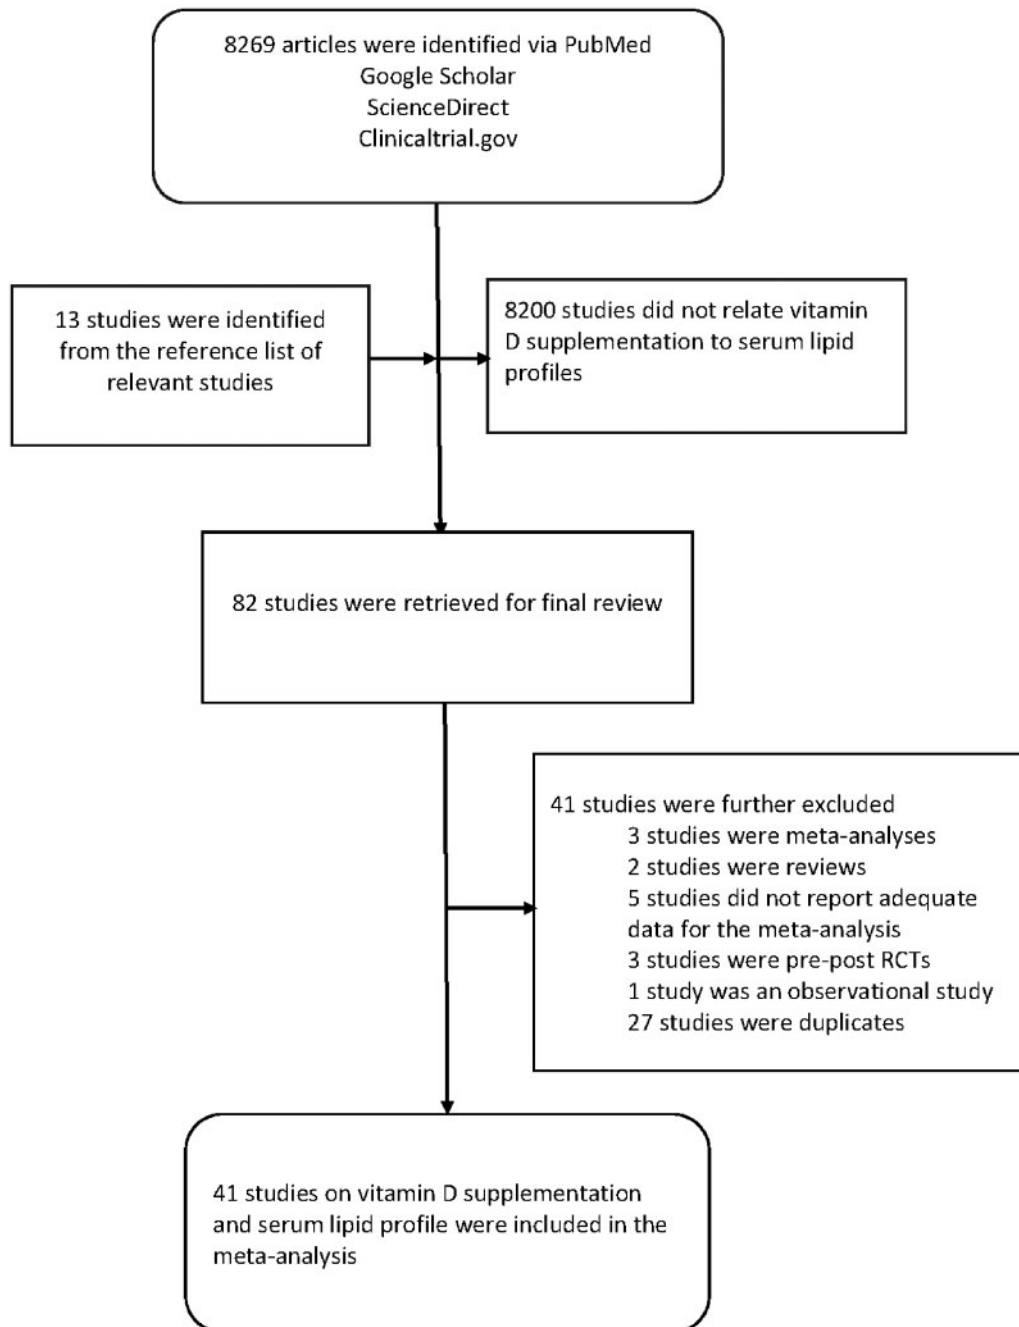 8269 articles were identified via PubMed
Google Scholar
ScienceDirect
Clinicaltrial.gov
13 studies were identified
from the reference list of
relevant studies
8200 studies did not relate vitamin
D supplementation to serum lipid
profiles
82 studies were retrieved for final review
41 studies were further excluded
3 studies were meta-analyses
2 studies were reviews
5 studies did not report adequate
data for the meta-analysis
3 studies were pre-post RCTs
1 study was an observational study
27 studies were duplicates
41 studies on vitamin D supplementation
and serum lipid profile were included in the
meta-analysis